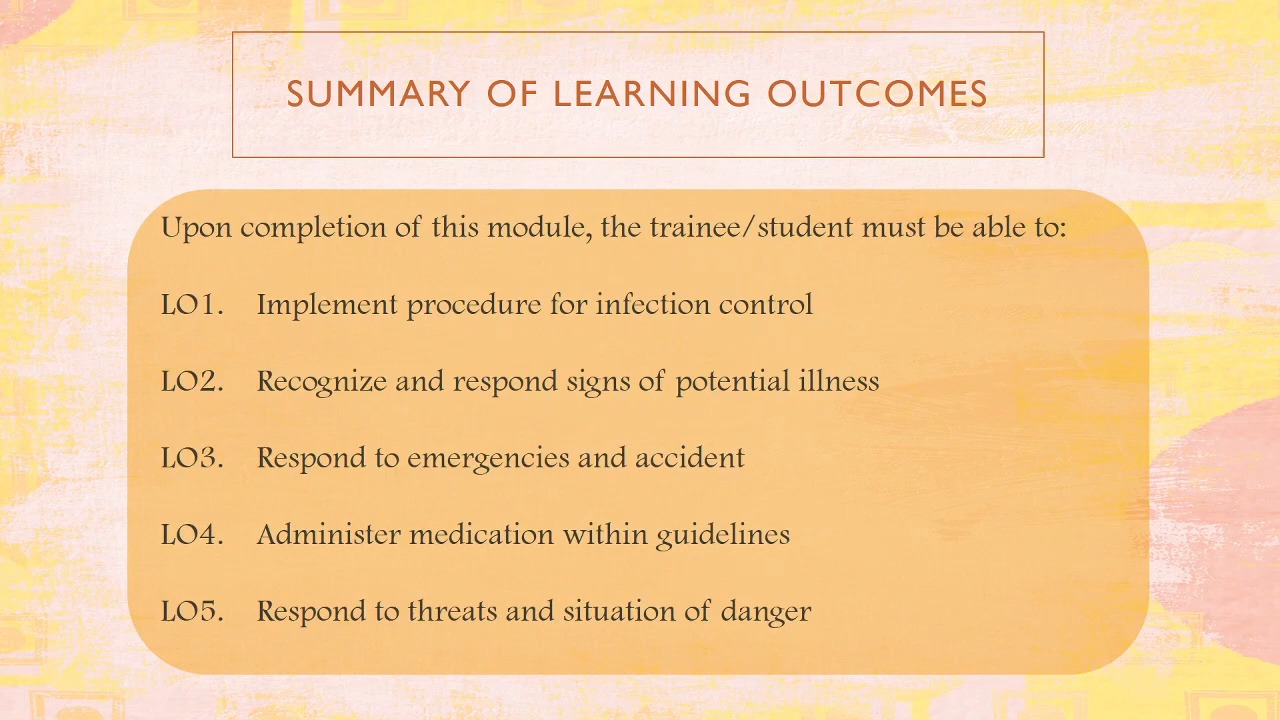 SUMMARY OF LEARNING OUTCOMES
Upon completion of this module, the trainee/student must be able to:
LO1. Implement procedure for infection control
LO2. Recognize and respond signs of potential illness
LO3. Respond to emergencies and accident
LO4. Administer medication within guidelines
LO5. Respond to threats and situation of danger